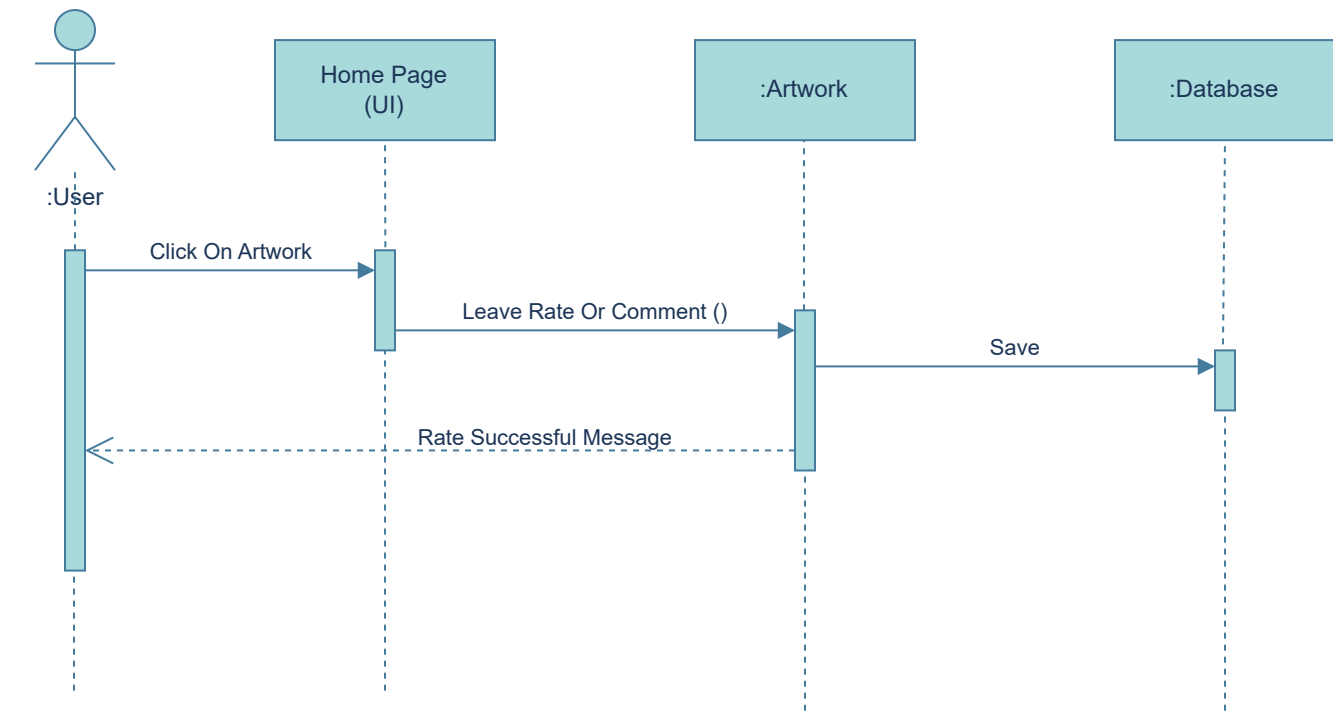 Home Page
(UI)
:Artwork
:Database
:User
Click On Artwork
Leave Rate Or Comment ()
Save
Rate Successful Message